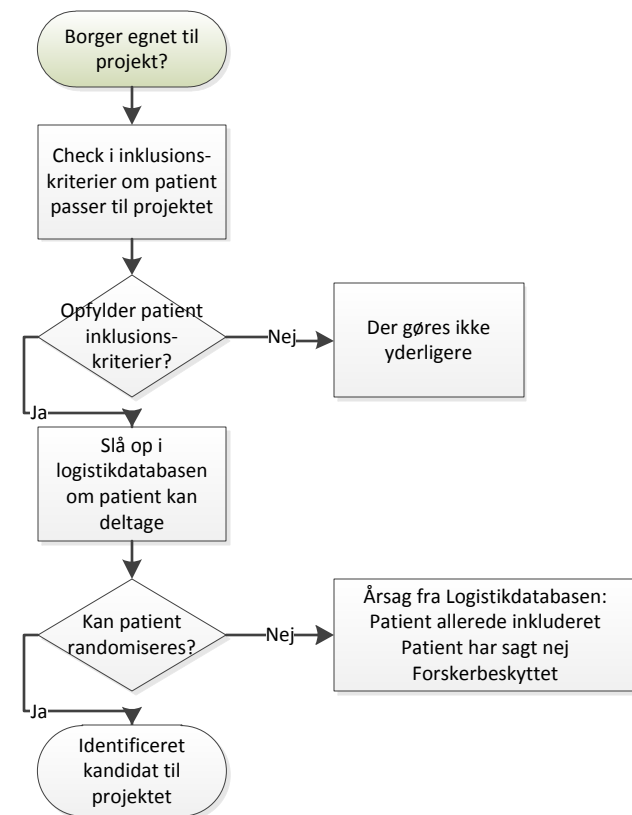 Borger egnet til
projekt?
Check i inklusions-
kriterier om patient
passer til projektet
Opfylder patient
inklusions-
kriterier?
Nej
Der gøres ikke
yderligere
Ja
Slå op i
logistikdatabasen
om patient kan
deltage
Kan patient
randomiseres?
Nej
Årsag fra Logistikdatabasen:
Patient allerede inkluderet
Patient har sagt nej
Forskerbeskyttet
Ja
Identificeret
kandidat til
projektet